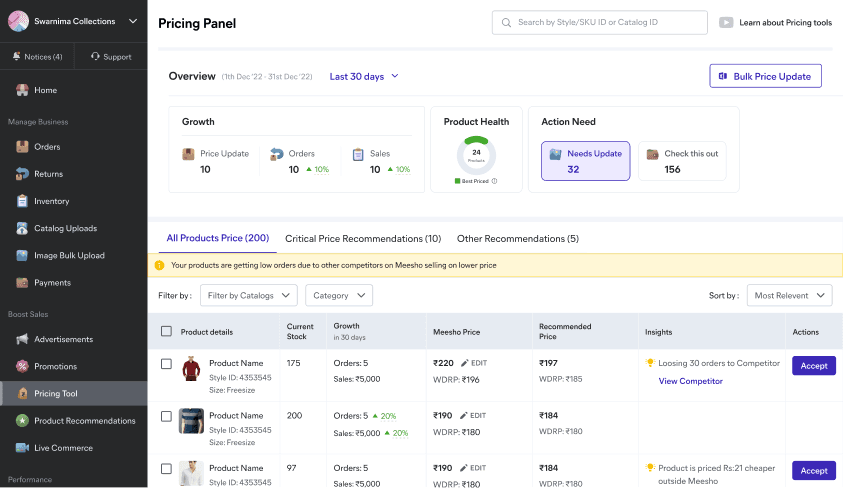 Swarnima Collections
Notices (4)
Support
Home
Manage Business
Orders
Returns
Inventory
Catalog Uploads
Image Bulk Upload
Payments
Boost Sales
Advertisements
Promotions
Pricing Tool
Product Recommendations
Live Commerce
Performance
Pricing Panel
Search by Style/SKU ID or Catalog ID
Learn about Pricing tools
Overview (1th Dec '22 - 31st Dec '22) Last 30 days
Bulk Price Update
Growth
Price Update
10
Orders
10 ▲ 10%
Sales
10 ▲ 10%
Product Health
24
Products
Best Priced
Action Need
Needs Update
32
Check this out
156
All Products Price (200)
Critical Price Recommendations (10)
Other Recommendations (5)
Your products are getting low orders due to other competitors on Meesho selling on lower price
Filter by :
Filter by Catalogs
Category
Sort by :
Most Relevent
Product details
Current
Stock
Growth
in 30 days
Meesho Price
Recommended
Price
Insights
Actions
Product Name
Style ID: 4353545
Size: Freesize
175
Orders: 5
Sales: ₹5,000
₹220 EDIT
WDRP: ₹196
₹197
WDRP: ₹185
Loosing 30 orders to Competitor
View Competitor
Accept
Product Name
Style ID: 4353545
Size: Freesize
200
Orders: 5 ▲ 20%
Sales: ₹5,000 ▲ 20%
₹190 EDIT
WDRP: ₹180
₹184
WDRP: ₹180
Product Name
Style ID: 4353545
97
Orders: 5
Sales: ₹5,000
₹190 EDIT
WDRP: ₹180
₹184
WDRP: ₹180
Product is priced Rs:21 cheaper
outside Meesho
Accept